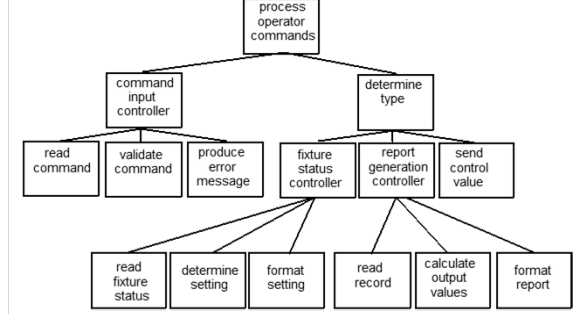 process
operator
commands
command
input
controller
determine
type
read
command
validate
command
produce
error
message
fixture
status
controller
report
generation
controller
send
control
value
read
fixture
status
determine
setting
format
setting
read
record
calculate
output
values
format
report